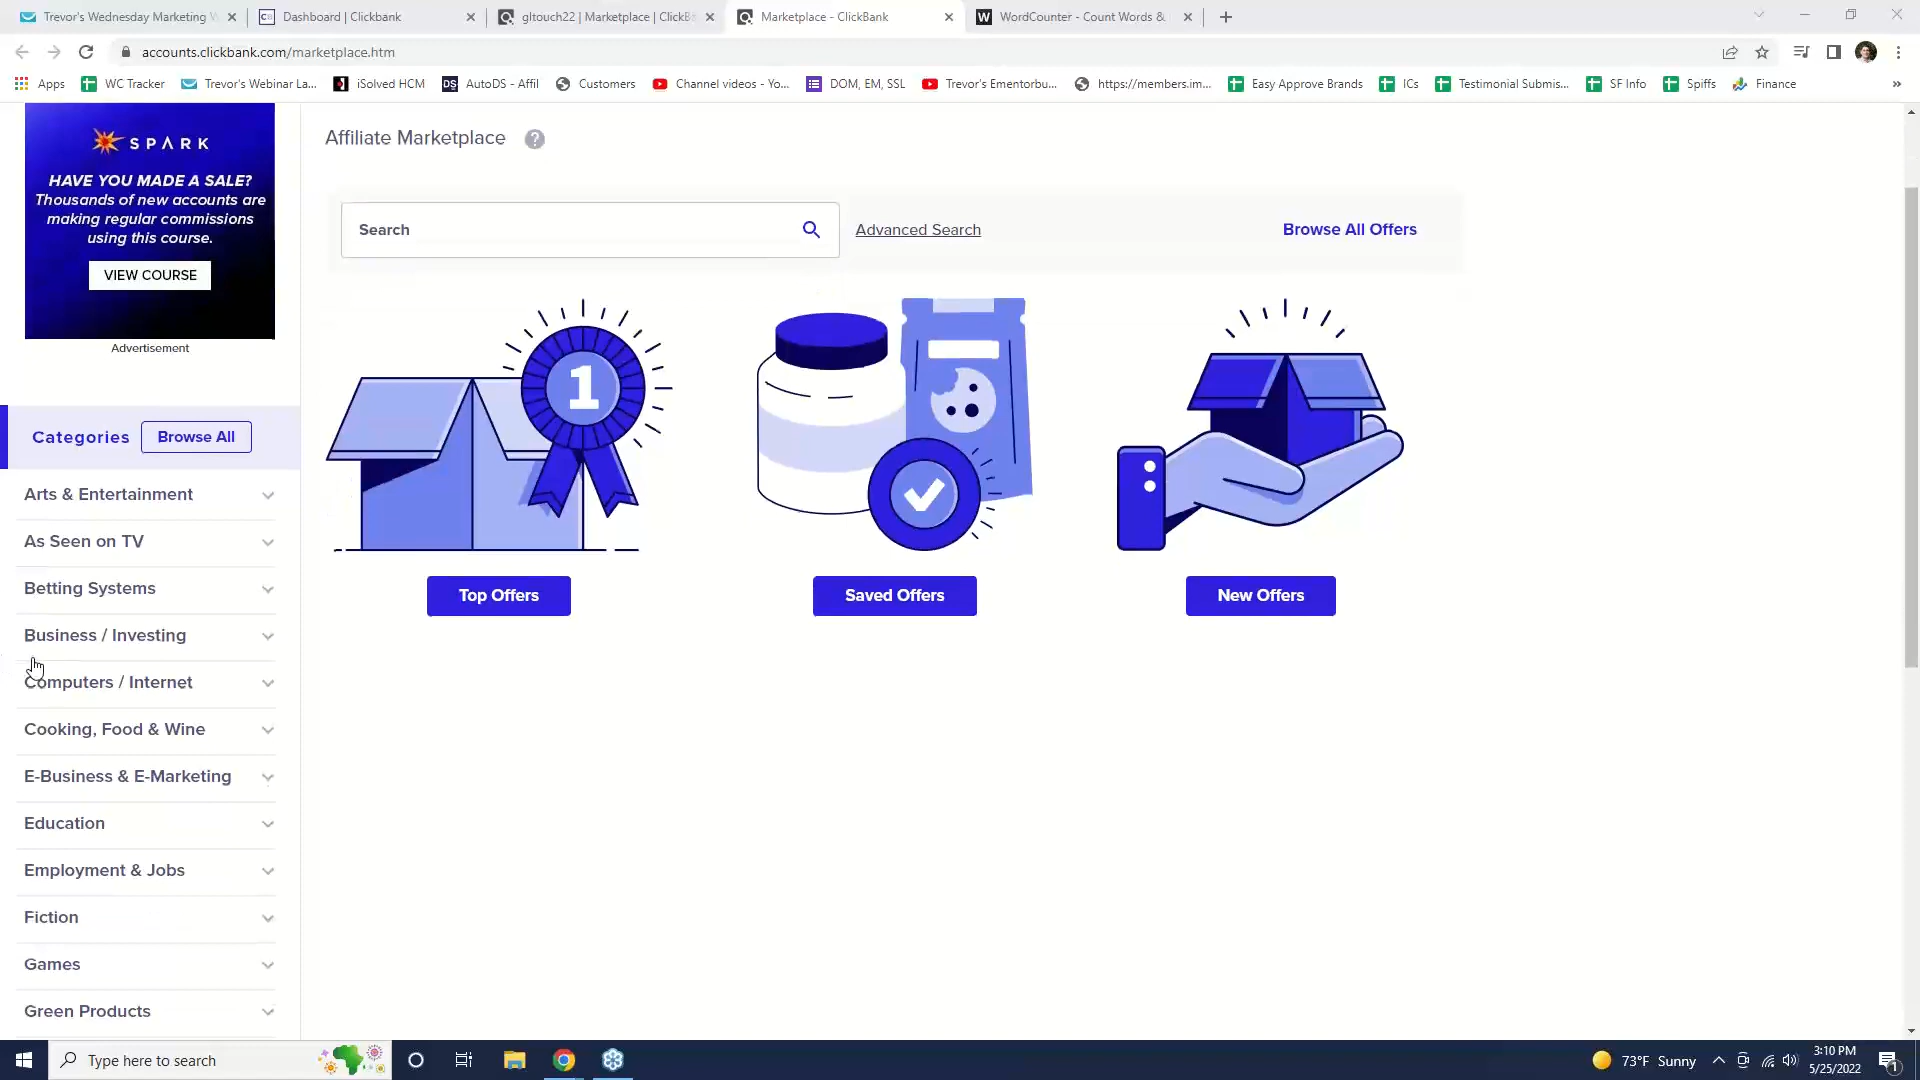 Trevor's Wednesday Marketing W
Dashboard | Clickbank
gltouch22 | Marketplace | ClickB
Marketplace - ClickBank
WordCounter - Count Words &
accounts.clickbank.com/marketplace.htm
Apps
WC Tracker
Trevor's Webinar La...
iSolved HCM
AutoDS - Affil
Customers
Channel videos - Yo...
DOM, EM, SSL
Trevor's Ementorbu...
https://members.im...
Easy Approve Brands
ICs
Testimonial Submis...
SF Info
Spiffs
Finance
SPARK
HAVE YOU MADE A SALE?
Thousands of new accounts are
making regular commissions
using this course.
VIEW COURSE
Advertisement
Affiliate Marketplace ?
Search
Advanced Search
Browse All Offers
1
Top Offers
Saved Offers
New Offers
Categories
Browse All
Arts & Entertainment
As Seen on TV
Betting Systems
Business / Investing
Computers / Internet
Cooking, Food & Wine
E-Business & E-Marketing
Education
Employment & Jobs
Fiction
Games
Green Products
Type here to search
73°F Sunny
3:10 PM
5/25/2022
1